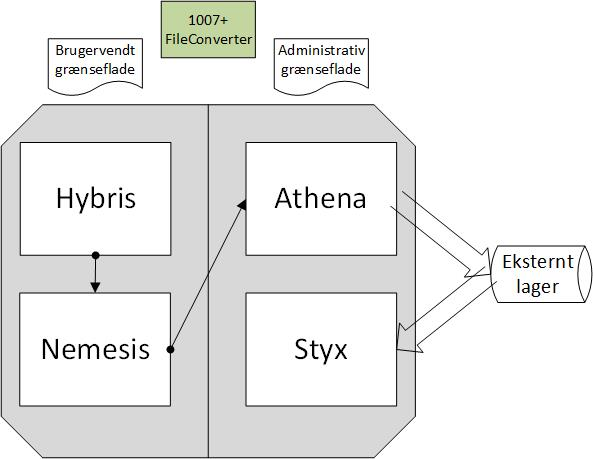 1007+
FileConverter
Brugervendt
grænseflade
Administrativ
grænseflade
Hybris
Athena
Eksternt
lager
Nemesis
Styx